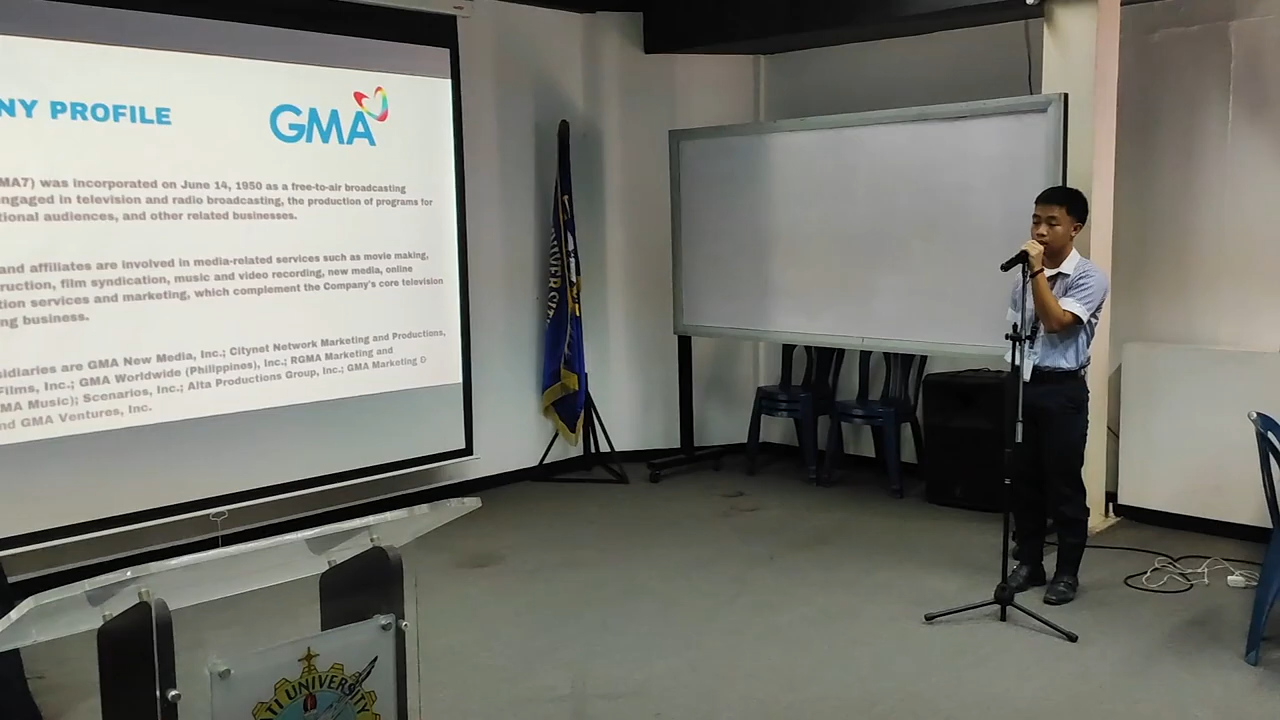 NY PROFILE
GMA
MA7) was incorporated on June 14, 1950 as a free-to-air broadcasting
ngaged in television and radio broadcasting, the production of programs for
tional audiences, and other related businesses.
and affiliates are involved in media-related services such as movie making,
ruction, film syndication, music and video recording, new media, online
tion services and marketing, which complement the Company's core television
ng business.
sidiaries are GMA New Media, Inc.; Citynet Network Marketing and Productions,
Films, Inc.; GMA Worldwide (Philippines), Inc.; RGMA Marketing and
MA Music); Scenarios, Inc.; Alta Productions Group, Inc.; GMA Marketing &
nd GMA Ventures, Inc.
UNIVERSIT
TI UNIVERSITY